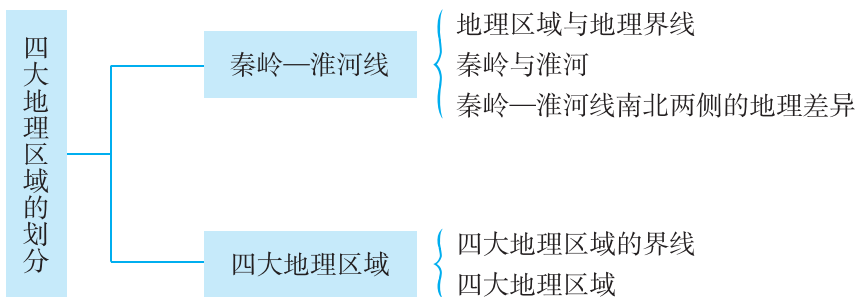 四大地理区域的划分
秦岭—淮河线
地理区域与地理界线
秦岭与淮河
秦岭—淮河线南北两侧的地理差异
四大地理区域
四大地理区域的界线
四大地理区域